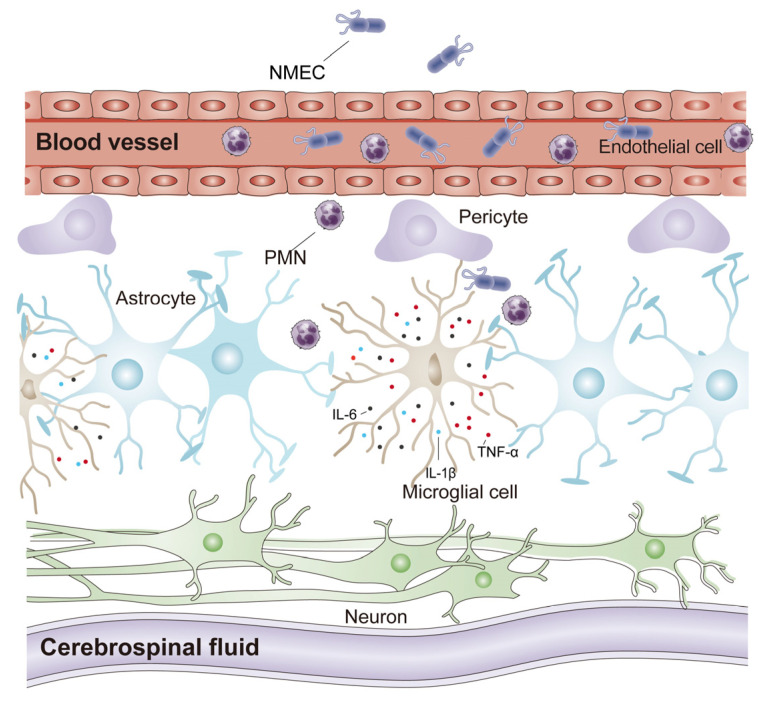 NMEC
Blood vessel
Endothelial cell
Pericyte
PMN
Astrocyte
IL-6
TNF-α
IL-1β
Microglial cell
Neuron
Cerebrospinal fluid